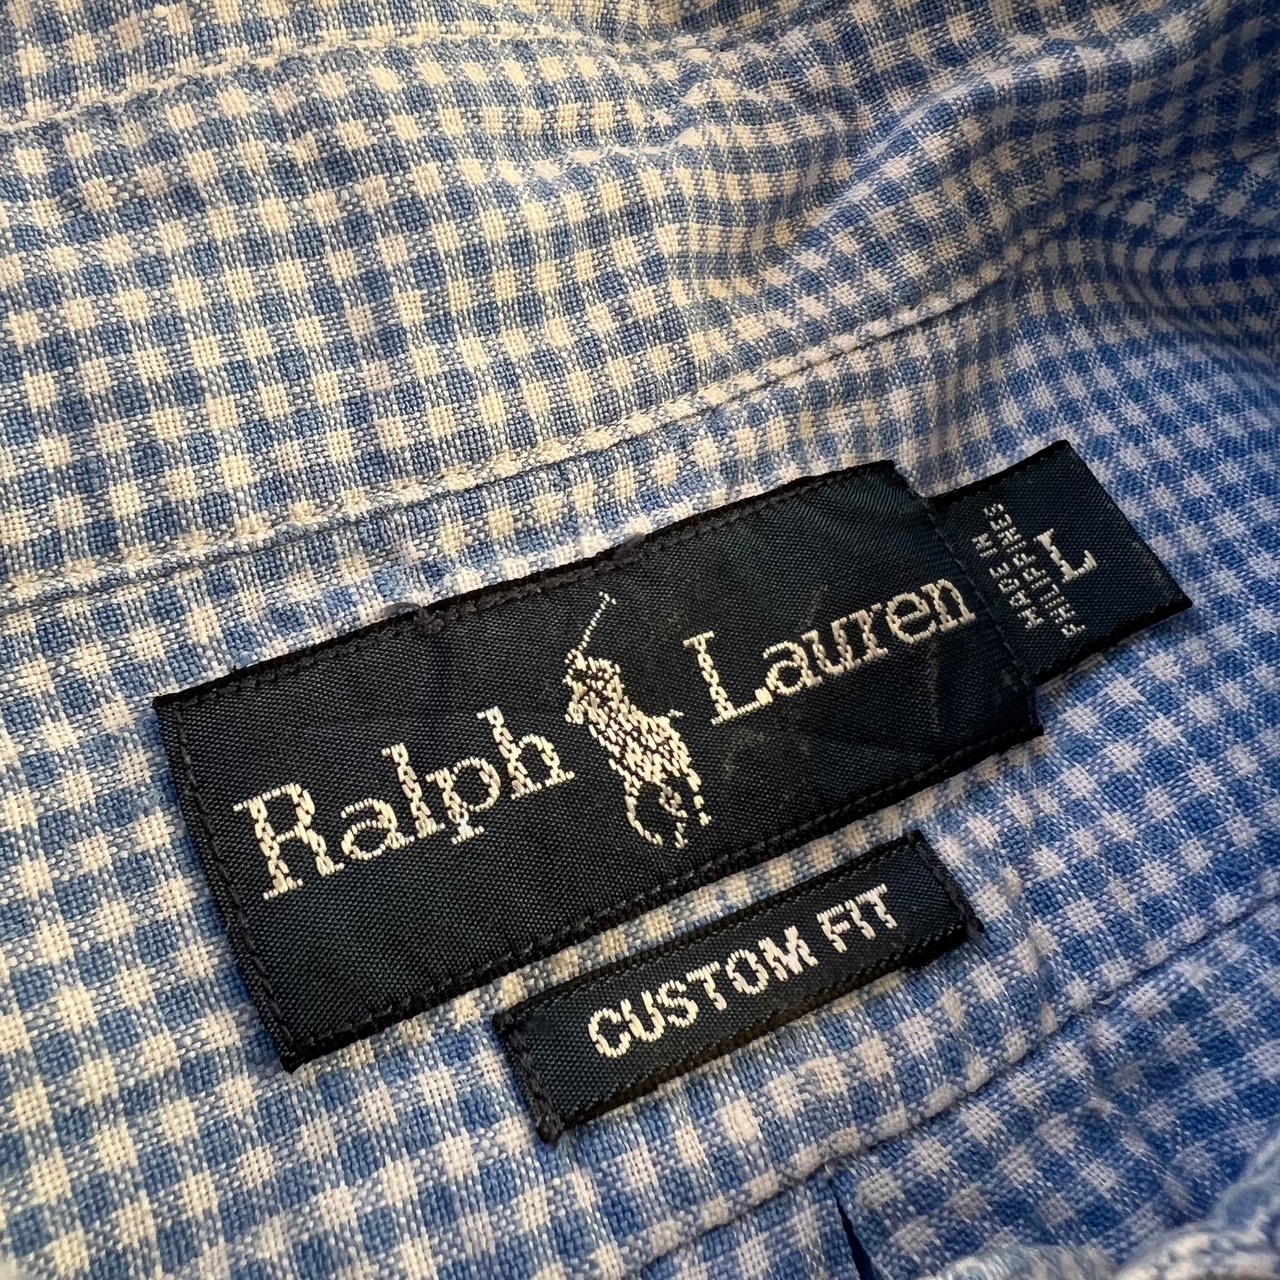 Ralph Lauren
MADE IN
PHILIPPINES
L
CUSTOM FIT